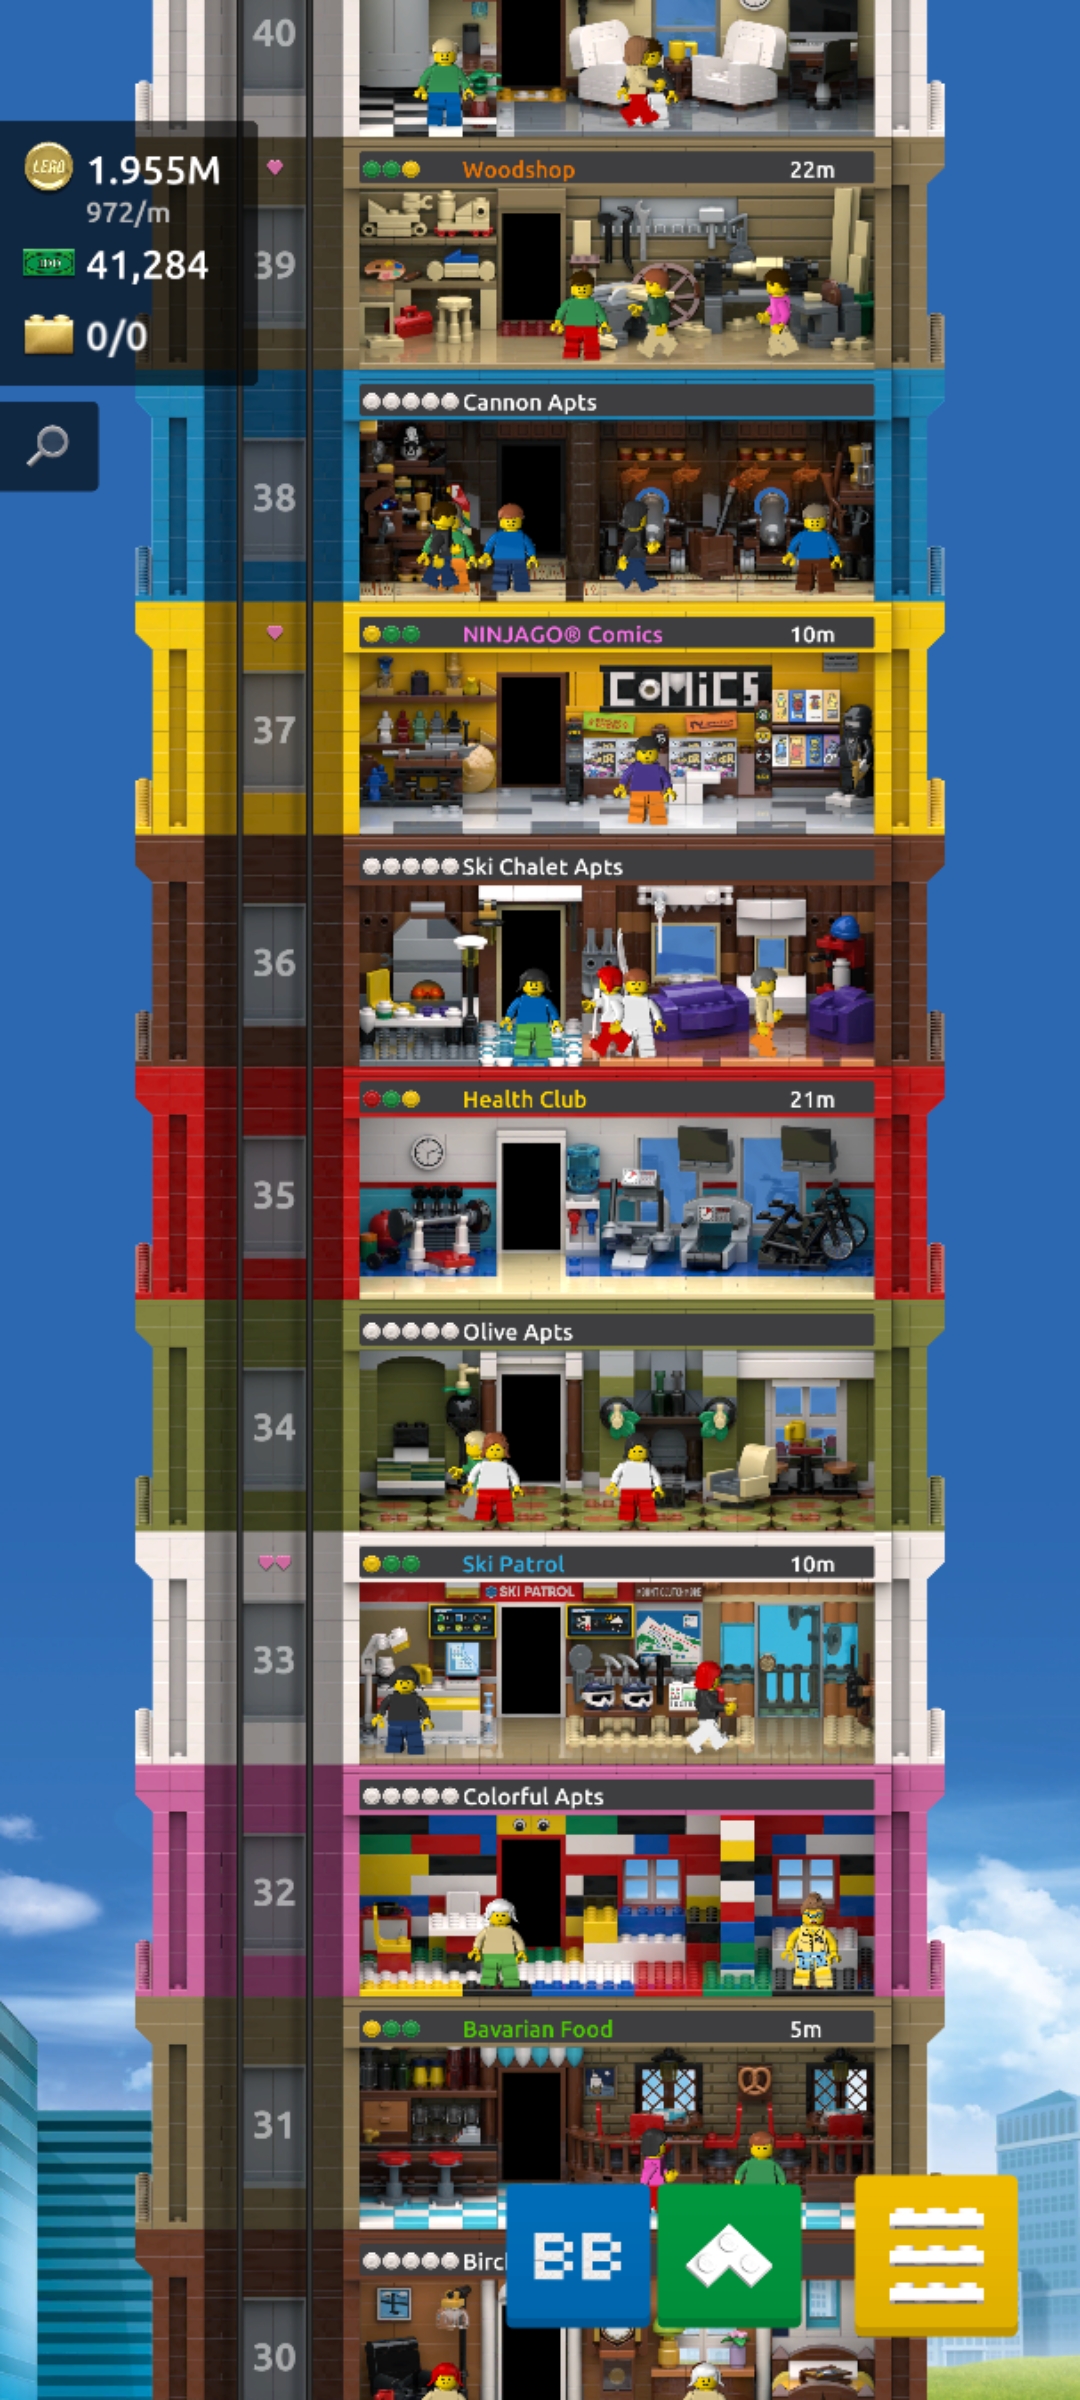 40
LEGO
1.955M
972/m
41,284
0/0
Woodshop 22m
39
Cannon Apts
38
NINJAGO® Comics 10m
COMiCS
37
Ski Chalet Apts
36
Health Club 21m
35
Olive Apts
34
Ski Patrol 10m
SKI PATROL
33
Colorful Apts
32
Bavarian Food 5m
31
BB
30